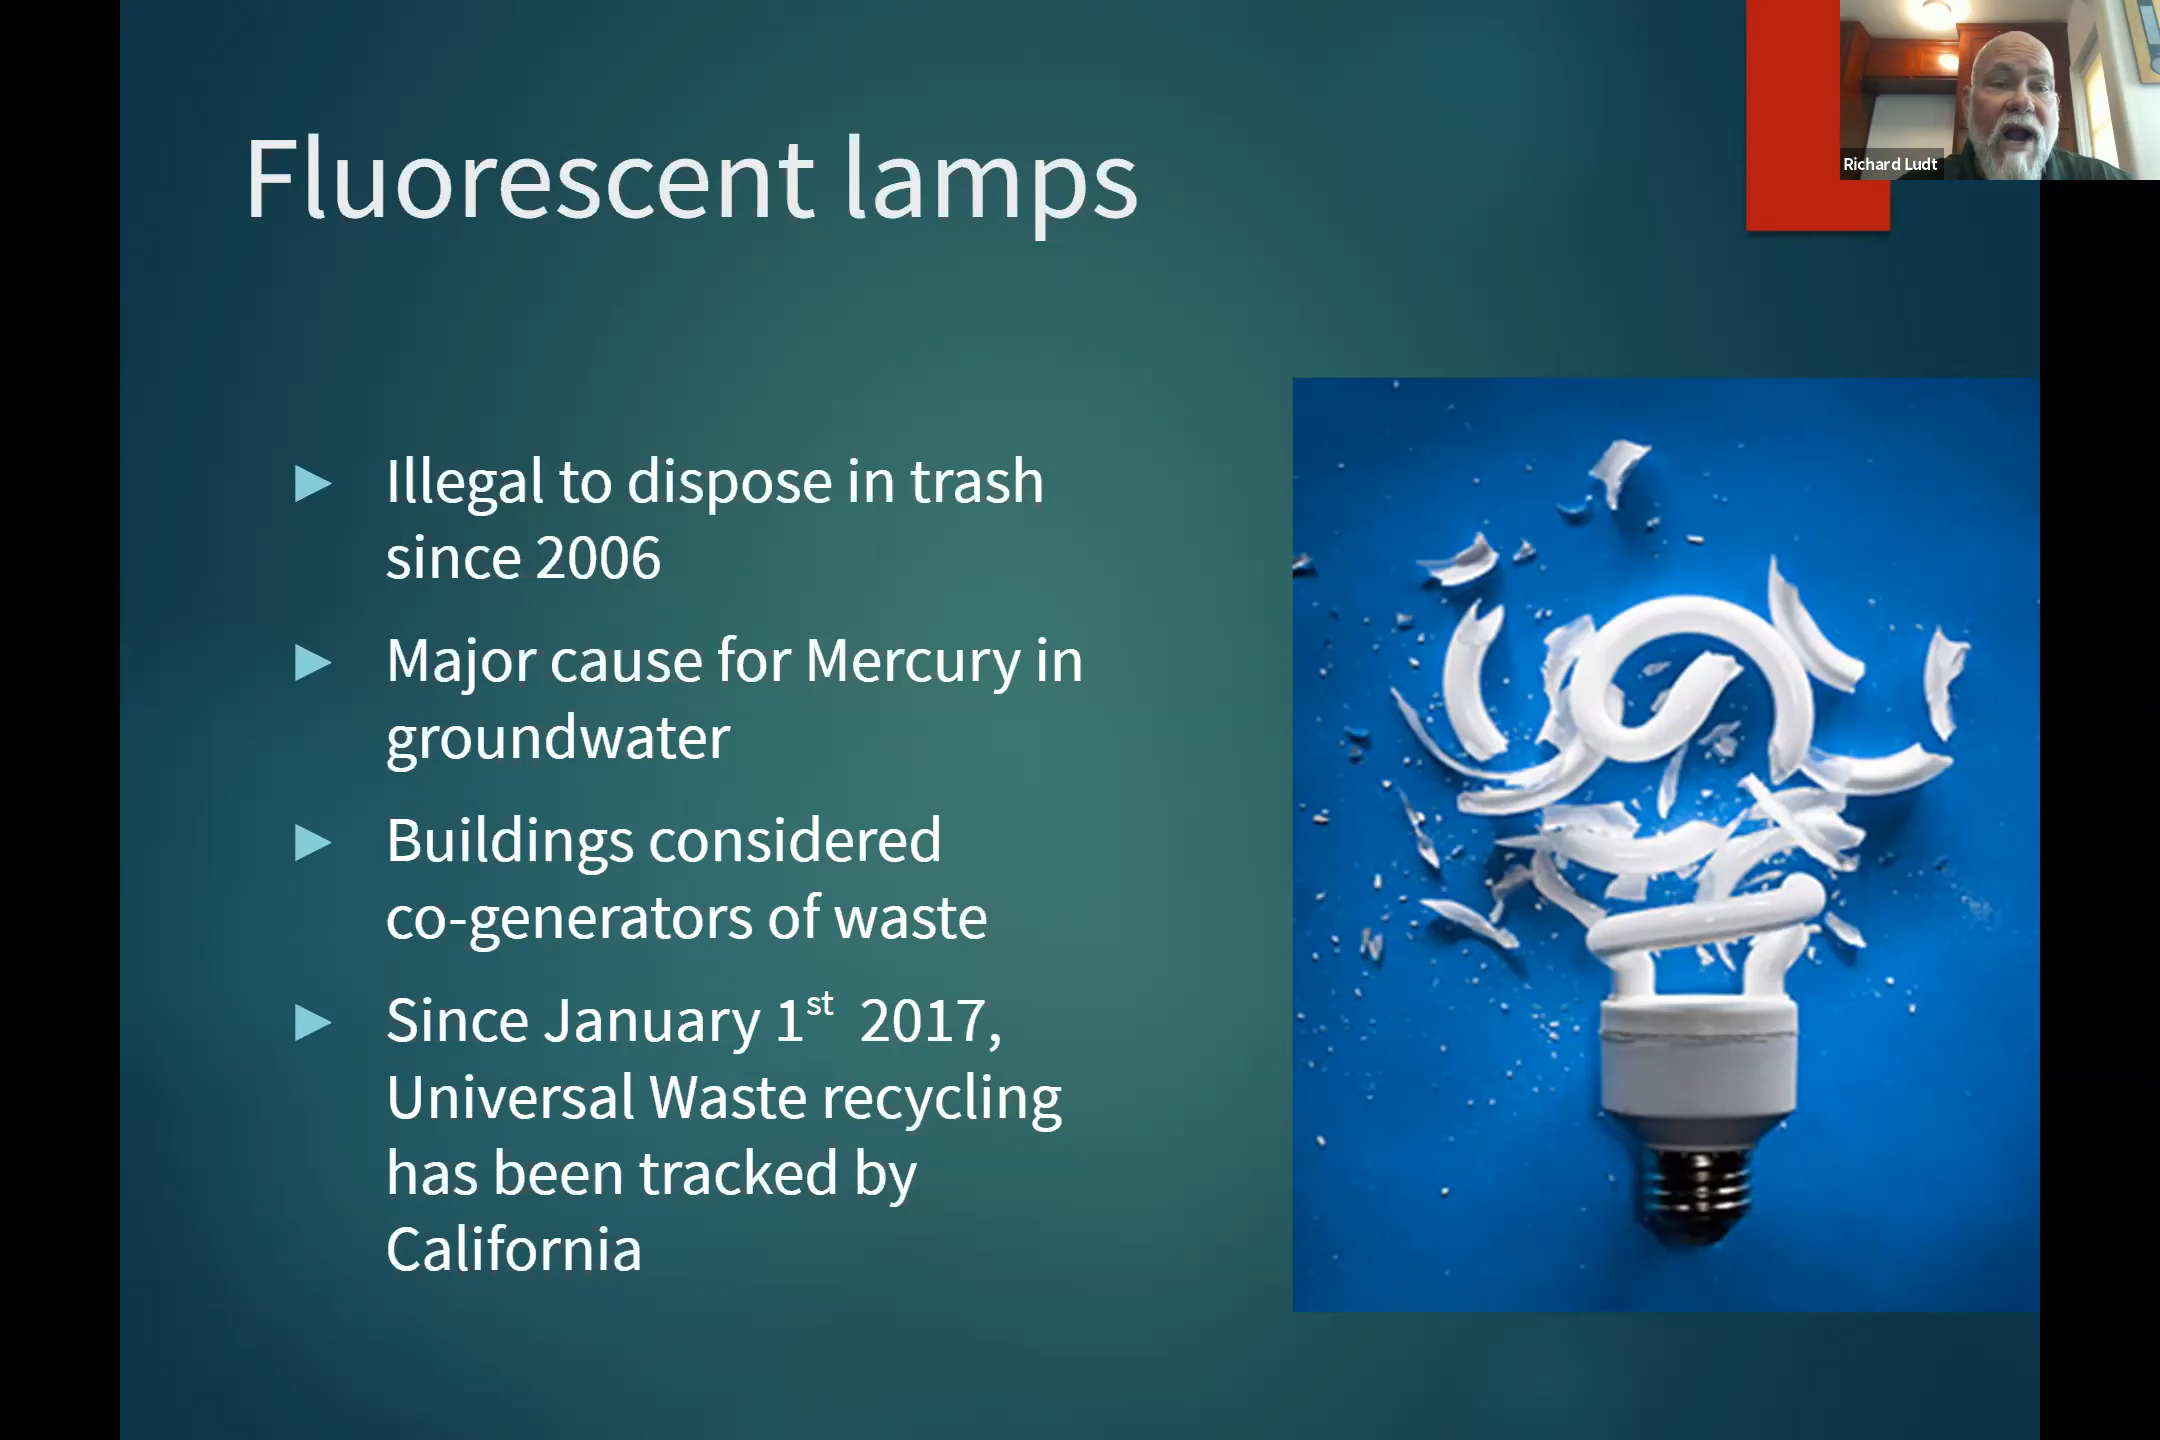 Fluorescent lamps
Richard Ludt
Illegal to dispose in trash
since 2006
Major cause for Mercury in
groundwater
Buildings considered
co-generators of waste
Since January 1st 2017,
Universal Waste recycling
has been tracked by
California